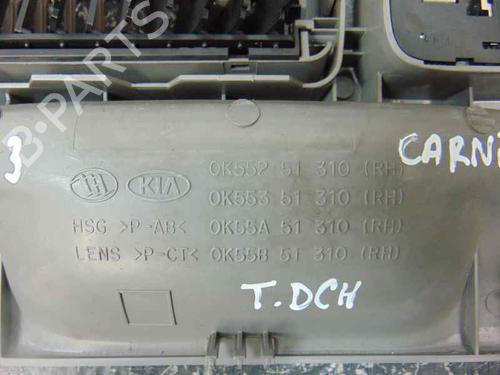 B-PARTS
3
CARNI
KIA
0K552 51 310 (RH)
0K553 51 310 (RH)
HSG >P-AB< 0K55A 51 310 (RH)
LENS >P-CT< 0K55B 51 310 (RH)
T.DCH